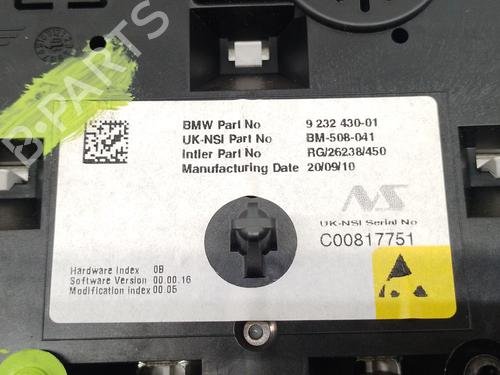 B-PARTS
BMW Part No 9 232 430-01
UK-NSI Part No BM-508-041
Intler Part No RG/26238/450
Manufacturing Date 20/09/10
NS
UK-NSI Serial No
C00817751
Hardware Index 0B
Software Version 00.00.16
Modification index 00.05